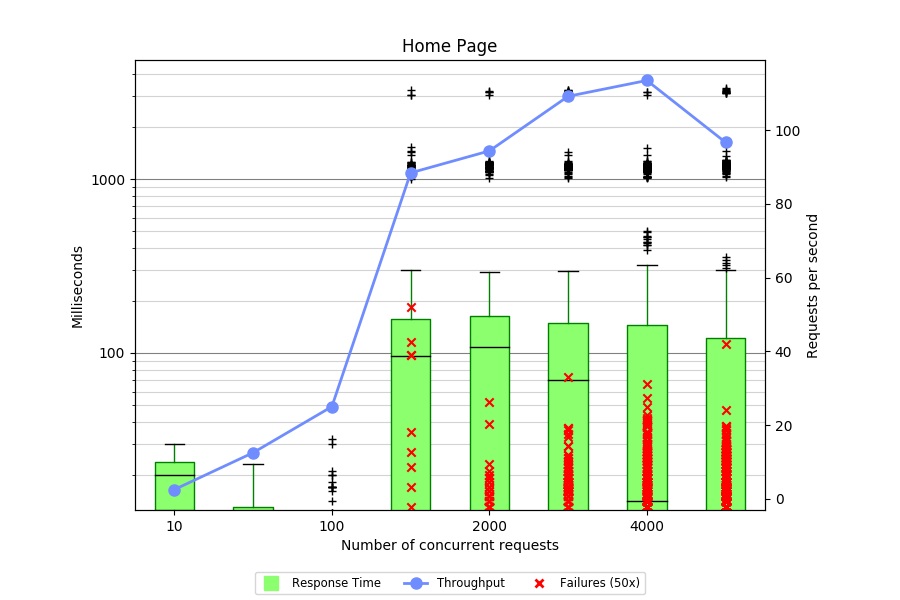 Home Page
1000
100
Milliseconds
100
80
60
40
20
0
Requests per second
10 100 2000 4000
Number of concurrent requests
Response Time Throughput Failures (50x)